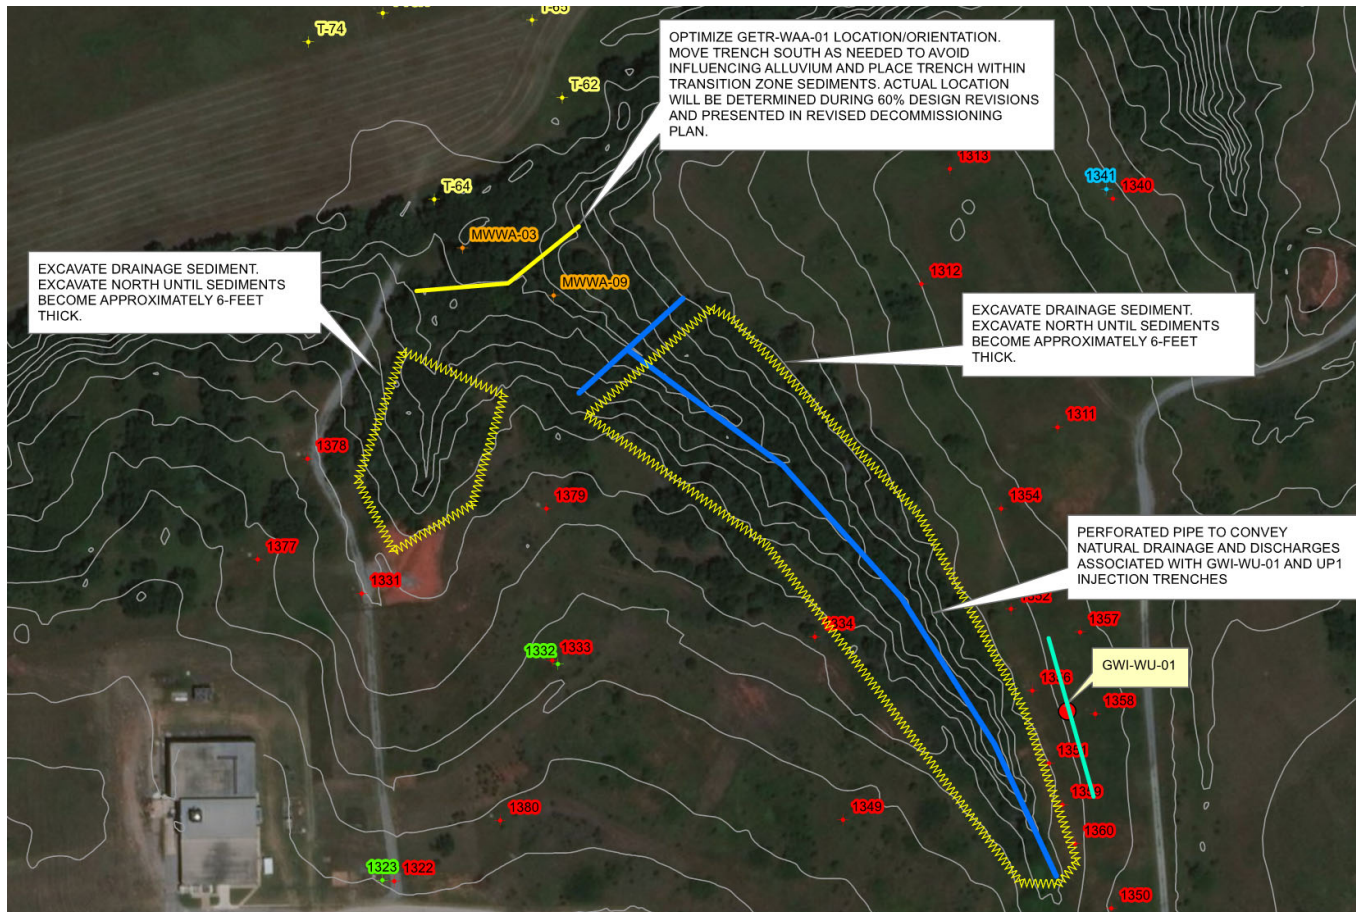 T-65
T-74
T-62
OPTIMIZE GETR-WAA-01 LOCATION/ORIENTATION.
MOVE TRENCH SOUTH AS NEEDED TO AVOID
INFLUENCING ALLUVIUM AND PLACE TRENCH WITHIN
TRANSITION ZONE SEDIMENTS. ACTUAL LOCATION
WILL BE DETERMINED DURING 60% DESIGN REVISIONS
AND PRESENTED IN REVISED DECOMMISSIONING
PLAN.
1313
1341
1340
T-64
MWWA-03
EXCAVATE DRAINAGE SEDIMENT.
EXCAVATE NORTH UNTIL SEDIMENTS
BECOME APPROXIMATELY 6-FEET
THICK.
MWWA-09
1312
EXCAVATE DRAINAGE SEDIMENT.
EXCAVATE NORTH UNTIL SEDIMENTS
BECOME APPROXIMATELY 6-FEET
THICK.
1311
1378
1379
1354
1377
PERFORATED PIPE TO CONVEY
NATURAL DRAINAGE AND DISCHARGES
ASSOCIATED WITH GWI-WU-01 AND UP1
INJECTION TRENCHES
1331
1357
1332
1333
GWI-WU-01
1358
1380
1349
1360
1323
1322
1350